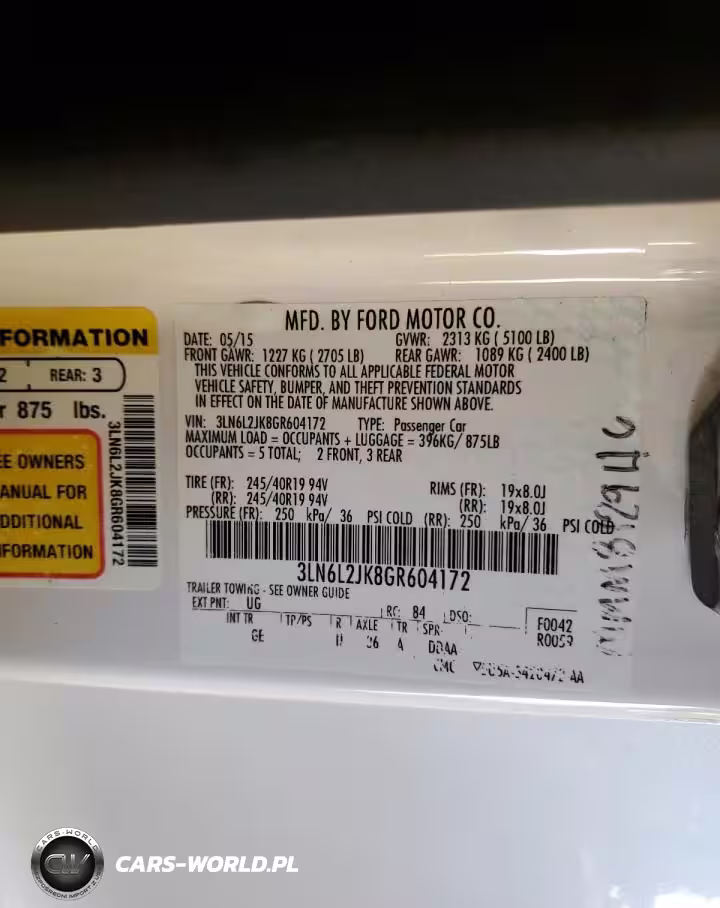 FORMATION
2 REAR: 3
r 875 lbs.
3LN6L2JK8GR604172
EE OWNERS
ANUAL FOR
DDITIONAL
FORMATION
MFD. BY FORD MOTOR CO.
DATE: 05/15 GVWR: 2313 KG ( 5100 LB)
FRONT GAWR: 1227 KG ( 2705 LB) REAR GAWR: 1089 KG ( 2400 LB)
THIS VEHICLE CONFORMS TO ALL APPLICABLE FEDERAL MOTOR
VEHICLE SAFETY, BUMPER, AND THEFT PREVENTION STANDARDS
IN EFFECT ON THE DATE OF MANUFACTURE SHOWN ABOVE.
VIN: 3LN6L2JK8GR604172 TYPE: Passenger Car
MAXIMUM LOAD = OCCUPANTS + LUGGAGE = 396KG/ 875LB
OCCUPANTS = 5 TOTAL; 2 FRONT, 3 REAR
TIRE (FR): 245/40R19 94V RIMS (FR): 19x8.0J
(RR): 245/40R19 94V (RR): 19x8.0J
PRESSURE (FR): 250 kPa/ 36 PSI COLD (RR): 250 kPa/ 36 PSI COLD
3LN6L2JK8GR604172
TRAILER TOWING - SEE OWNER GUIDE
EXT PNT: UG RC: 84 DSO: F0042
INT TR TP/PS R AXLE TR SPR R0059
GE 36 4 DDAA
CARS-WORLD
CW
CARS-WORLD.PL